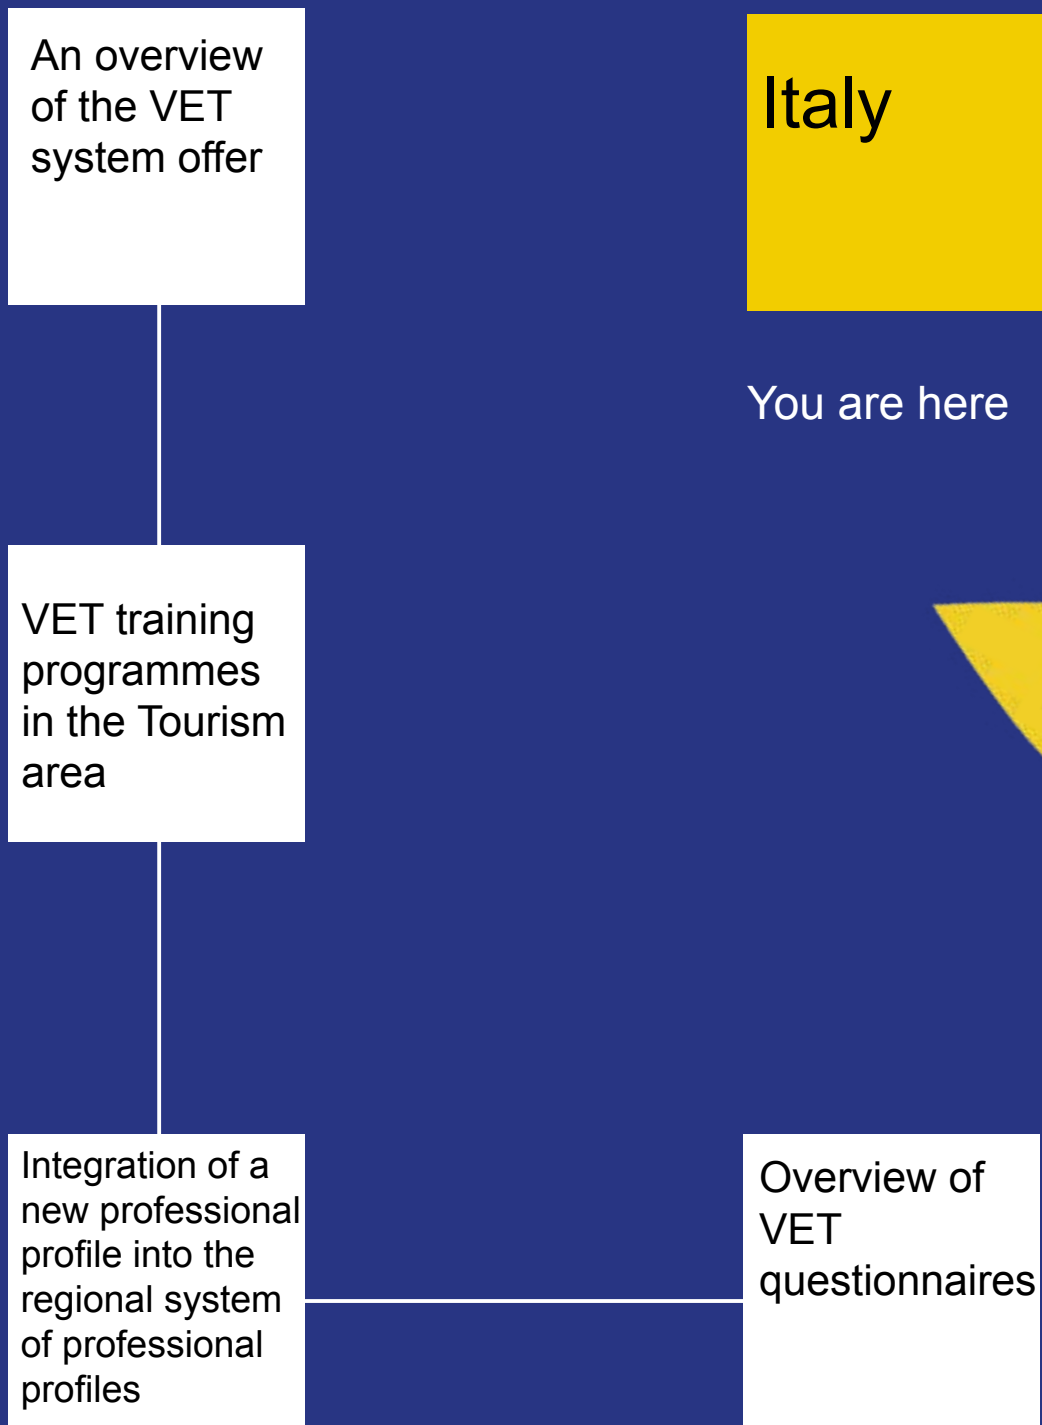 An overview
of the VET
system offer
Italy
You are here
VET training
programmes
in the Tourism
area
Integration of a
new professional
profile into the
regional system
of professional
profiles
Overview of
VET
questionnaires